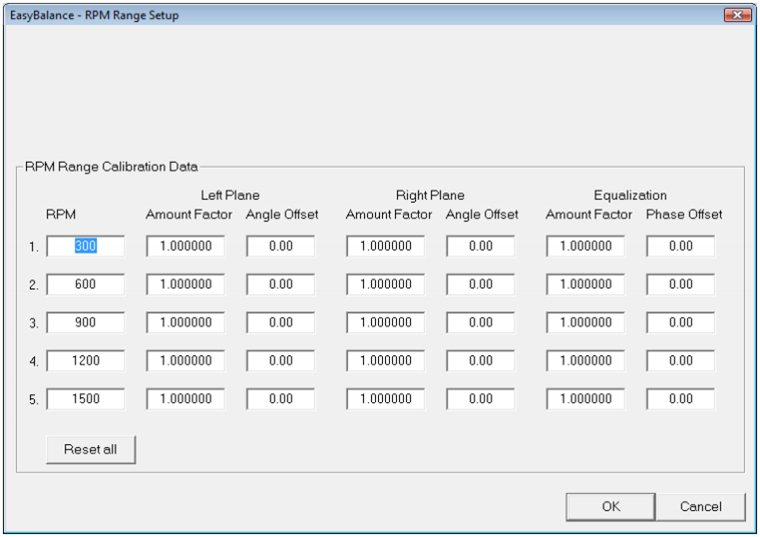 EasyBalance - RPM Range Setup
RPM Range Calibration Data
Left Plane Right Plane Equalization
RPM Amount Factor Angle Offset Amount Factor Angle Offset Amount Factor Phase Offset
1. 300 1.000000 0.00 1.000000 0.00 1.000000 0.00
2. 600 1.000000 0.00 1.000000 0.00 1.000000 0.00
3. 900 1.000000 0.00 1.000000 0.00 1.000000 0.00
4. 1200 1.000000 0.00 1.000000 0.00 1.000000 0.00
5. 1500 1.000000 0.00 1.000000 0.00 1.000000 0.00
Reset all
OK Cancel